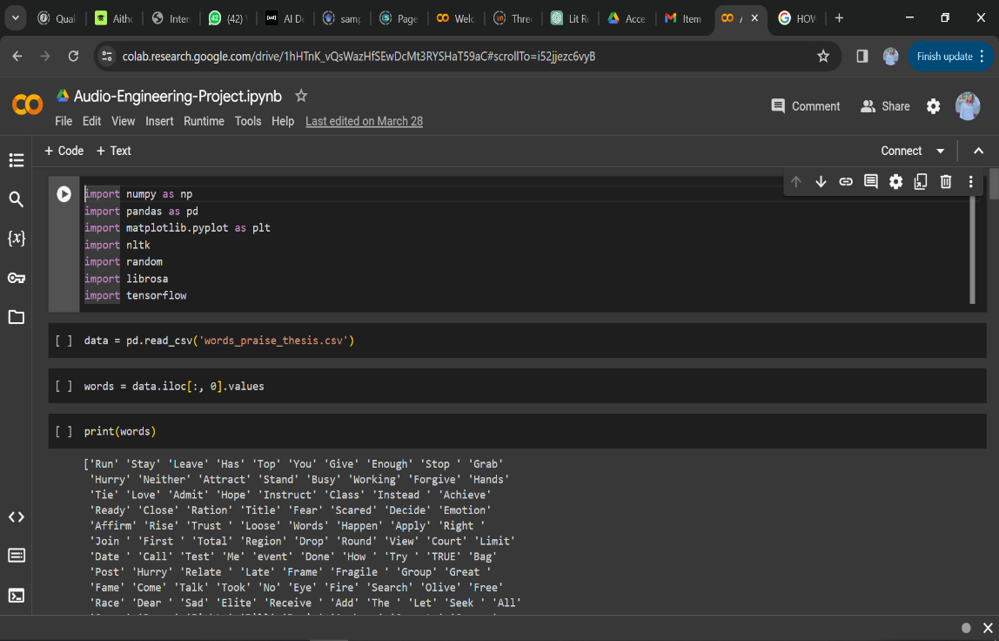 Quali
Aitho
Inter
(42)
AI De
samp
Page
Welc
Three
Lit Re
Acce
Item
HOW
colab.research.google.com/drive/1hHTnK_vQsWazHfSEwDcMt3RYSHaT59aC#scrollTo=i52jjezc6vyB
Finish update
Audio-Engineering-Project.ipynb
File Edit View Insert Runtime Tools Help Last edited on March 28
Comment
Share
+ Code + Text
Connect
import numpy as np
import pandas as pd
import matplotlib.pyplot as plt
import nltk
import random
import librosa
import tensorflow
[ ] data = pd.read_csv('words_praise_thesis.csv')
[ ] words = data.iloc[:, 0].values
[ ] print(words)
['Run' 'Stay' 'Leave' 'Has' 'Top' 'You' 'Give' 'Enough' 'Stop ' 'Grab'
'Hurry' 'Neither' 'Attract' 'Stand' 'Busy' 'Working' 'Forgive' 'Hands'
'Tie' 'Love' 'Admit' 'Hope' 'Instruct' 'Class' 'Instead ' 'Achieve'
'Ready' 'Close' 'Ration' 'Title' 'Fear' 'Scared' 'Decide' 'Emotion'
'Affirm' 'Rise' 'Trust ' 'Loose' 'Words' 'Happen' 'Apply' 'Right '
'Join ' 'First ' 'Total' 'Region' 'Drop' 'Round' 'View' 'Court' 'Limit'
'Date ' 'Call' 'Test' 'Me' 'event' 'Done' 'How ' 'Try ' 'TRUE' 'Bag'
'Post' 'Hurry' 'Relate ' 'Late' 'Frame' 'Fragile ' 'Group' 'Great '
'Fame' 'Come' 'Talk' 'Took' 'No' 'Eye' 'Fire' 'Search' 'Olive' 'Free'
'Race' 'Dear ' 'Sad' 'Elite' 'Receive ' 'Add' 'The ' 'Let' 'Seek ' 'All'